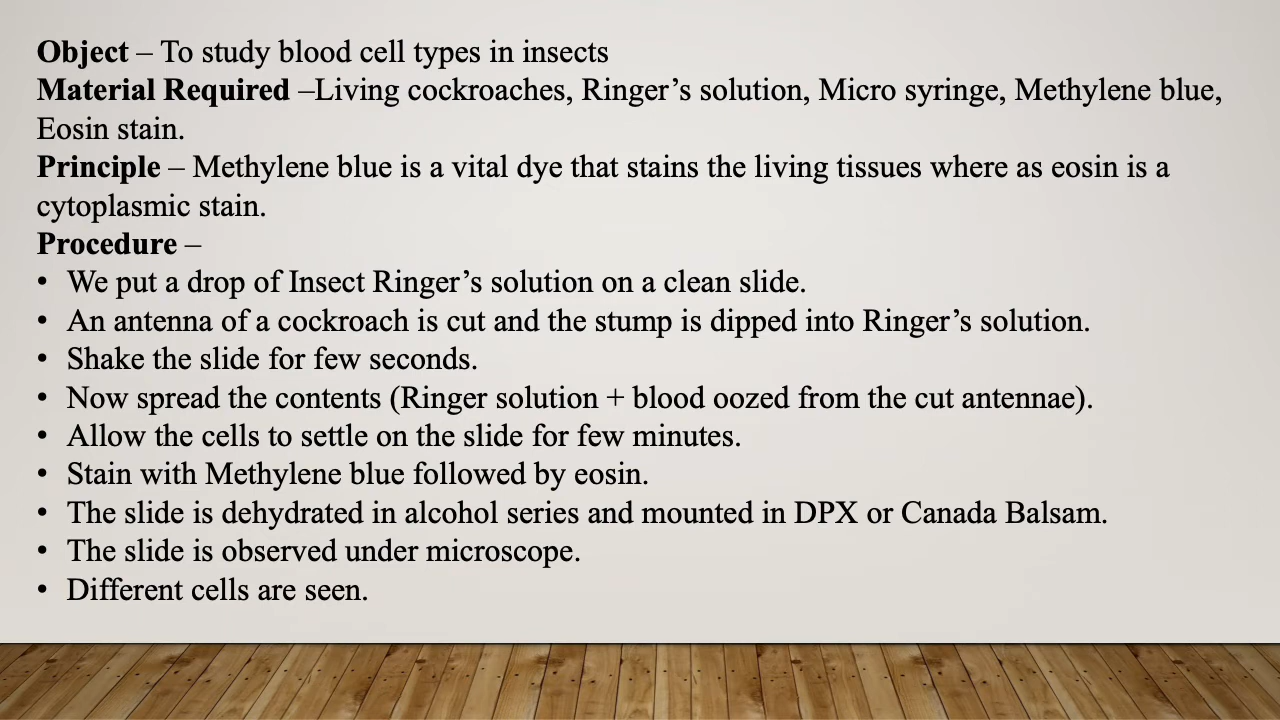 Object – To study blood cell types in insects
Material Required –Living cockroaches, Ringer’s solution, Micro syringe, Methylene blue,
Eosin stain.
Principle – Methylene blue is a vital dye that stains the living tissues where as eosin is a
cytoplasmic stain.
Procedure –
• We put a drop of Insect Ringer’s solution on a clean slide.
• An antenna of a cockroach is cut and the stump is dipped into Ringer’s solution.
• Shake the slide for few seconds.
• Now spread the contents (Ringer solution + blood oozed from the cut antennae).
• Allow the cells to settle on the slide for few minutes.
• Stain with Methylene blue followed by eosin.
• The slide is dehydrated in alcohol series and mounted in DPX or Canada Balsam.
• The slide is observed under microscope.
• Different cells are seen.